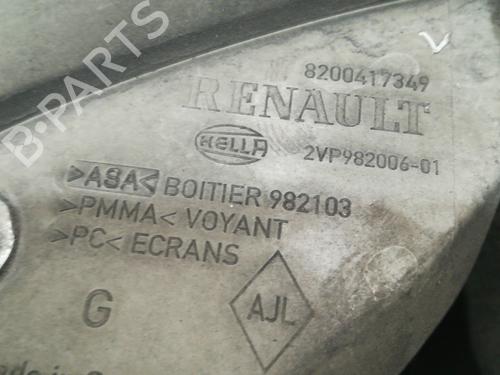 8200417349
RENAULT
HELLA 2VP982006-01
>ASA< BOITIER 982103
>PMMA< VOYANT
>PC< ECRANS
G
AJL
B-PARTS